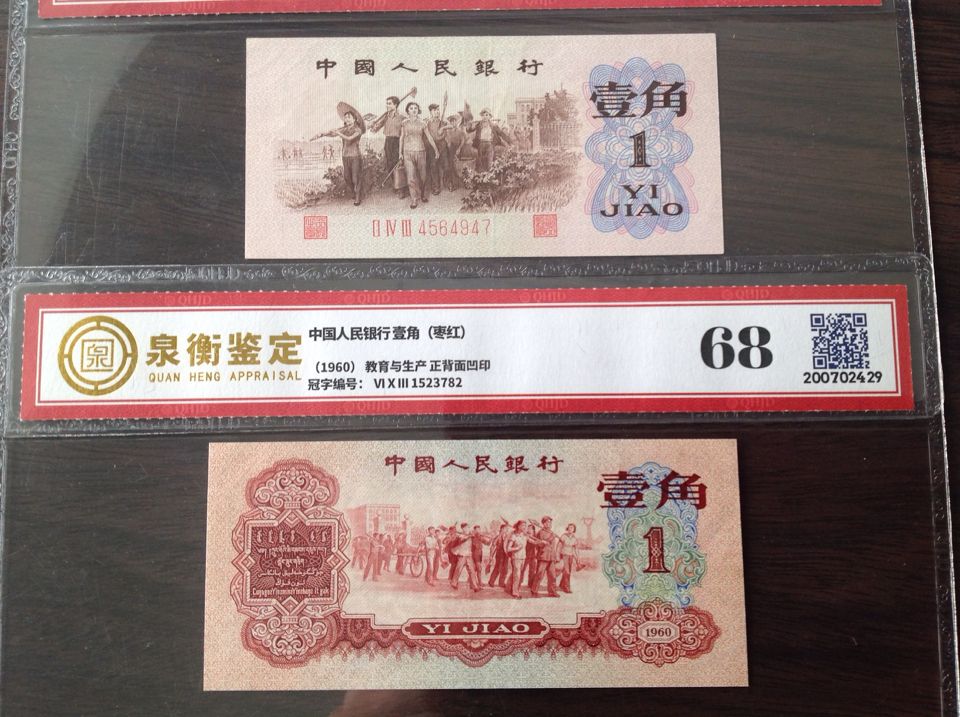 中國人民銀行
壹角
1
YI
JIAO
II IV III 4564947
泉衡鉴定
QUAN HENG APPRAISAL
中国人民银行 壹角（枣红）
（1960） 教育与生产 正背面凹印
冠字编号： VI X III 1523782
68
200702429
中國人民銀行
壹角
1
YI JIAO
1960